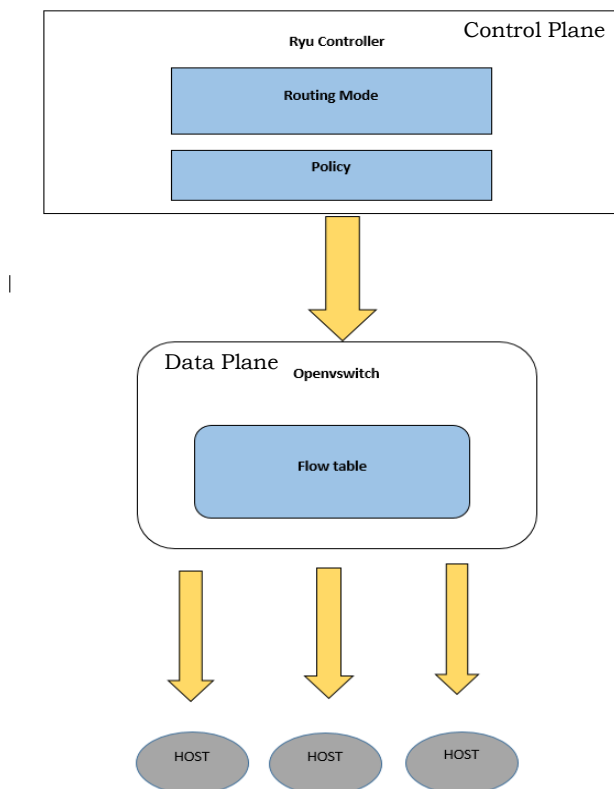 Control Plane
Ryu Controller
Routing Mode
Policy
Data Plane
Openvswitch
Flow table
HOST
HOST
HOST